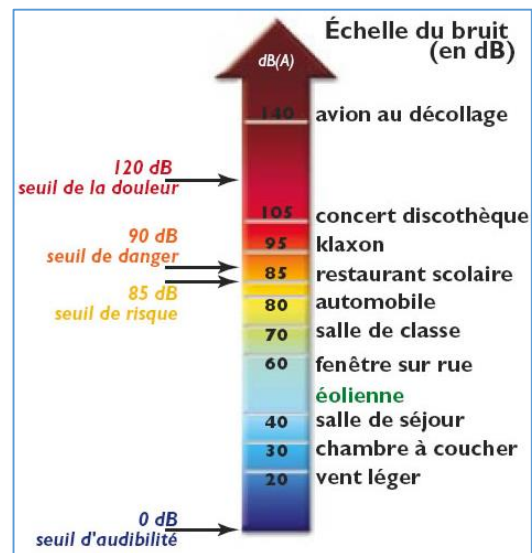 Échelle du bruit
(en dB)
dB(A)
140 avion au décollage
120 dB
seuil de la douleur
105 concert discothèque
90 dB
seuil de danger
95 klaxon
85 restaurant scolaire
85 dB
seuil de risque
80 automobile
70 salle de classe
60 fenêtre sur rue
éolienne
40 salle de séjour
30 chambre à coucher
20 vent léger
0 dB
seuil d'audibilité